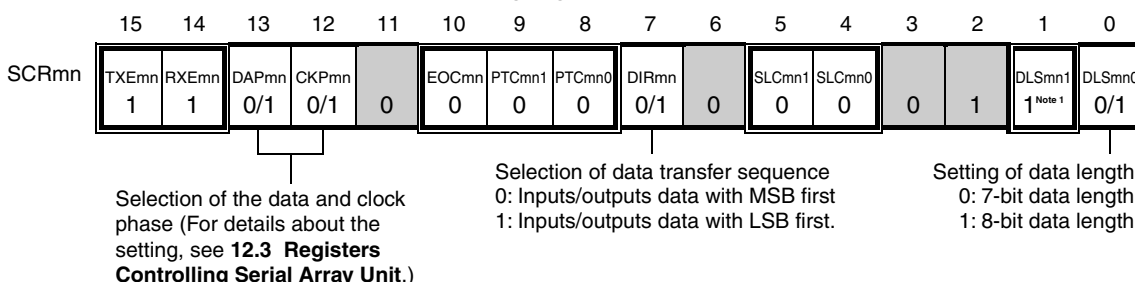 15 14 13 12 11 10 9 8 7 6 5 4 3 2 1 0
SCRmn
TXEmn RXEmn DAPmn CKPmn EOCmn PTCmn1 PTCmn0 DIRmn SLCmn1 SLCmn0 DLSmn1 DLSmn0
1 1 0/1 0/1 0 0 0 0 0/1 0 0 0 0 1 1 Note 1 0/1
Selection of the data and clock
phase (For details about the
setting, see 12.3 Registers
Controlling Serial Array Unit.)
Selection of data transfer sequence
0: Inputs/outputs data with MSB first
1: Inputs/outputs data with LSB first.
Setting of data length
0: 7-bit data length
1: 8-bit data length